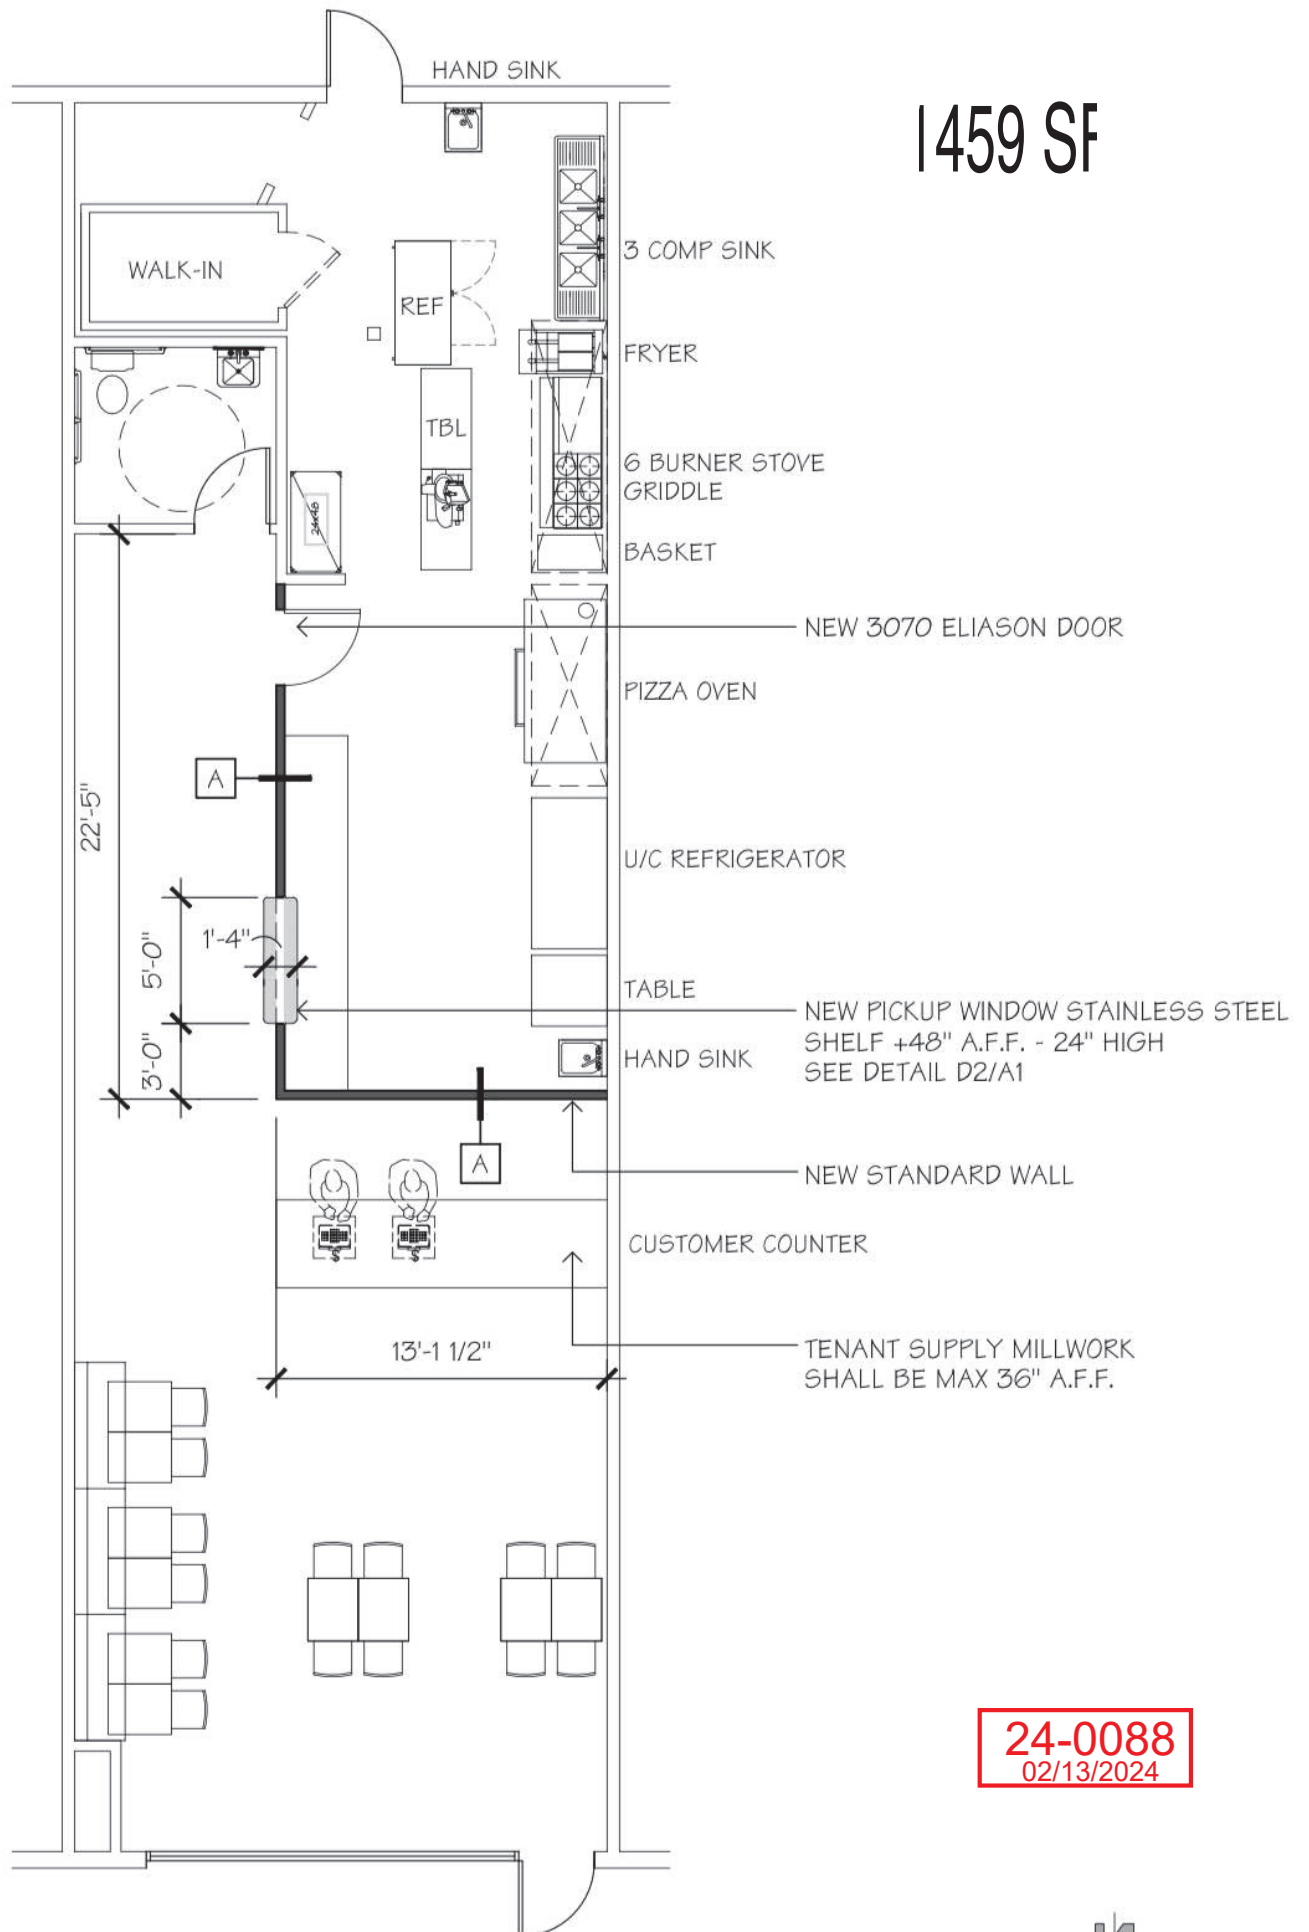 HAND SINK
1459 SF
3 COMP SINK
WALK-IN
REF
FRYER
TBL
6 BURNER STOVE
GRIDDLE
24x48
BASKET
NEW 3070 ELIASON DOOR
PIZZA OVEN
A
22'-5"
U/C REFRIGERATOR
1'-4"
5'-0"
TABLE
NEW PICKUP WINDOW STAINLESS STEEL
SHELF +48" A.F.F. - 24" HIGH
SEE DETAIL D2/A1
HAND SINK
3'-0"
A
NEW STANDARD WALL
CUSTOMER COUNTER
13'-1 1/2"
TENANT SUPPLY MILLWORK
SHALL BE MAX 36" A.F.F.
24-0088
02/13/2024